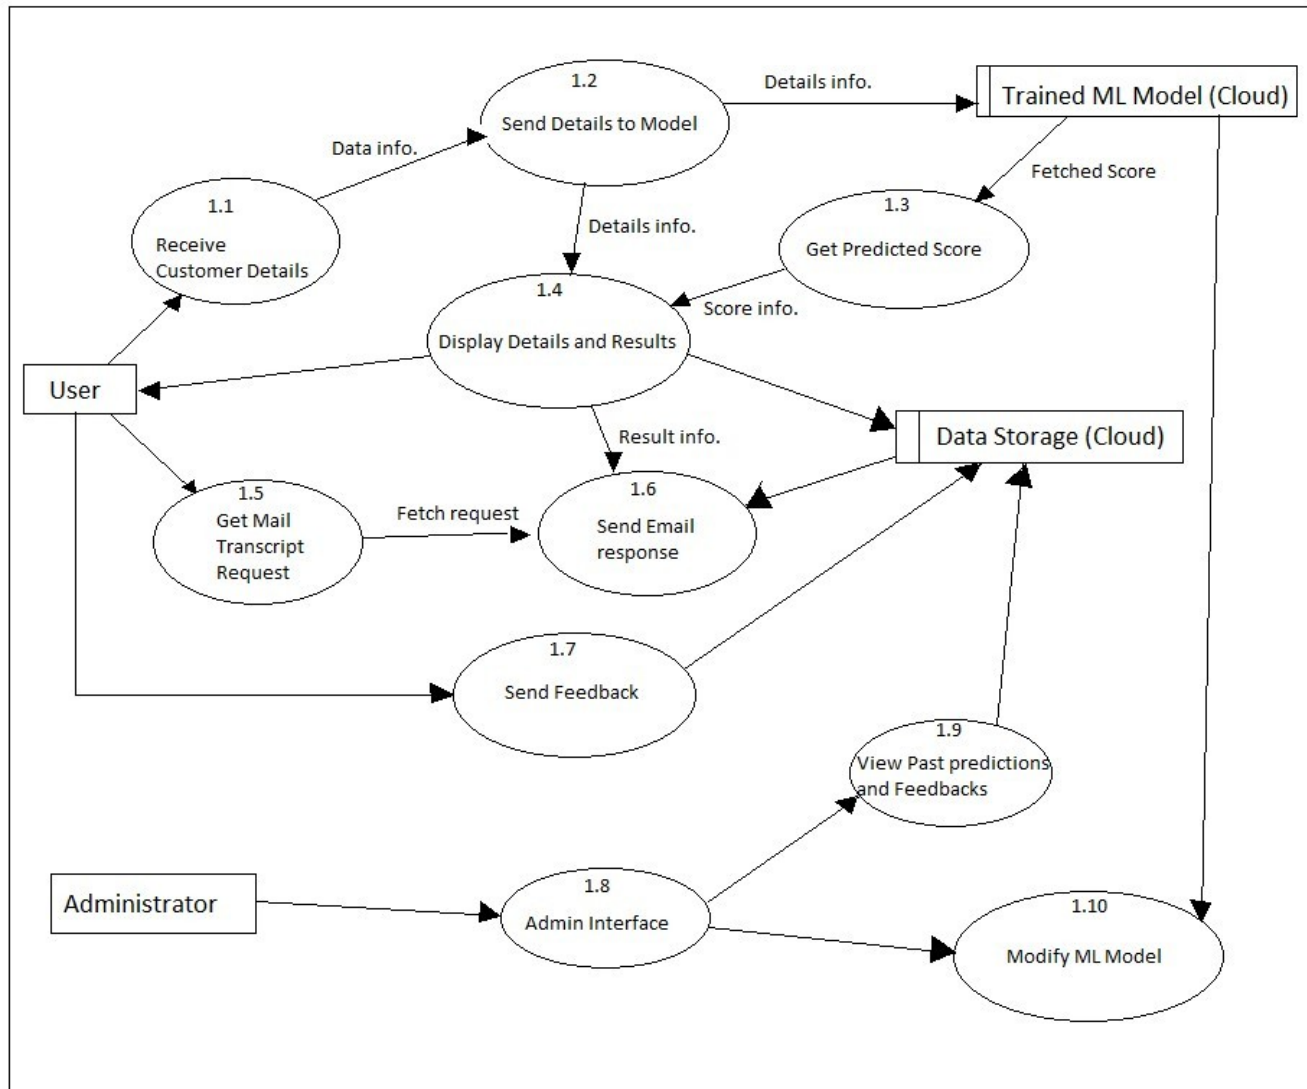 1.2
Send Details to Model
Details info.
Trained ML Model (Cloud)
Data info.
Fetched Score
1.1
Receive
Customer Details
Details info.
1.3
Get Predicted Score
1.4
Display Details and Results
Score info.
User
Result info.
Data Storage (Cloud)
1.5
Get Mail
Transcript
Request
Fetch request
1.6
Send Email
response
1.7
Send Feedback
1.9
View Past predictions
and Feedbacks
Administrator
1.8
Admin Interface
1.10
Modify ML Model